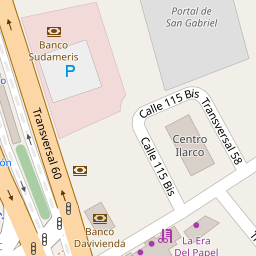 Portal de
San Gabriel
Banco
Sudameris
P
Calle 115 Bis
Transversal 58
Transversal 60
Centro
Ilarco
Calle 115 Bis
ón
Banco
Davivienda
La Era
Del Papel